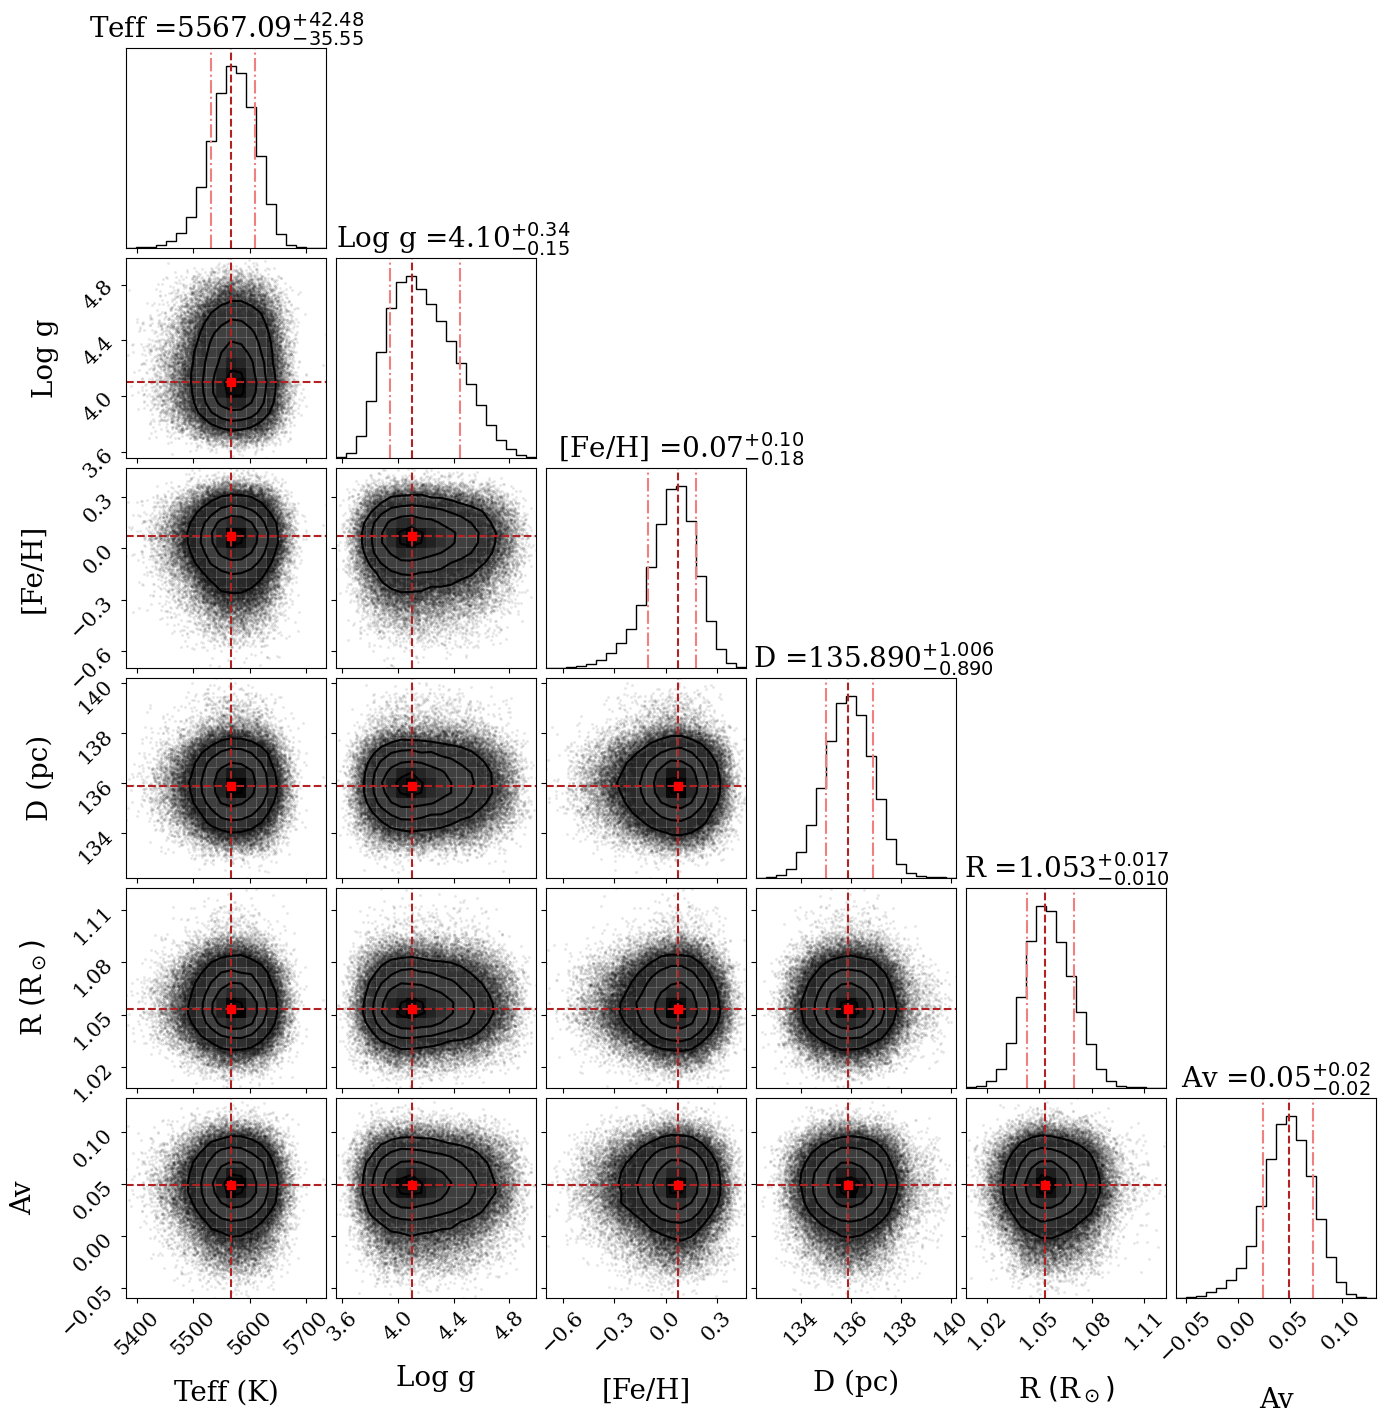 Teff =5567.09+42.48−35.55
Log g =4.10+0.34−0.15
4.8
4.4
4.0
3.6
Log g
[Fe/H] =0.07+0.10−0.18
0.3
0.0
−0.3
−0.6
[Fe/H]
D =135.890+1.006−0.890
140
138
136
134
D (pc)
R =1.053+0.017−0.010
1.11
1.08
1.05
1.02
R (R⊙)
Av =0.05+0.02−0.02
0.10
0.05
0.00
−0.05
Av
5400 5500 5600 5700
3.6 4.0 4.4 4.8
−0.6 −0.3 0.0 0.3
134 136 138 140
1.02 1.05 1.08 1.11
−0.05 0.00 0.05 0.10
Teff (K)
Log g
[Fe/H]
D (pc)
R (R⊙)
Av